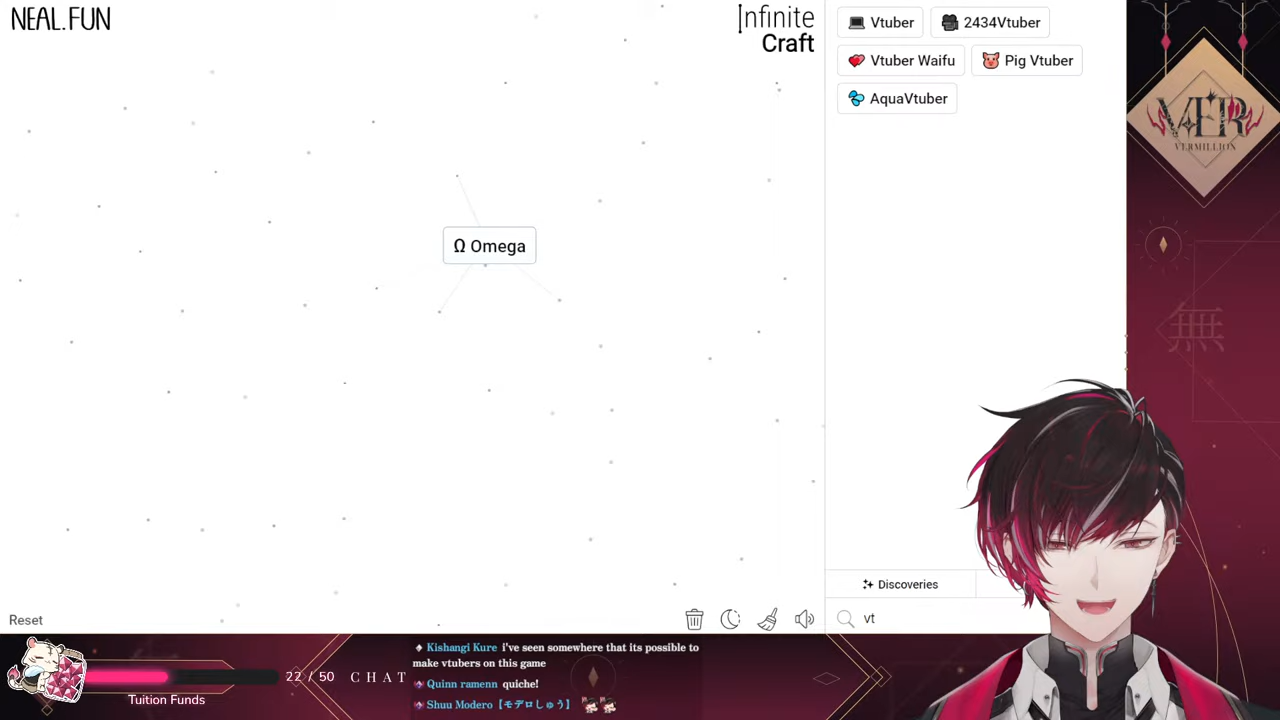 NEAL.FUN
Infinite
Craft
Vtuber
2434Vtuber
Vtuber Waifu
Pig Vtuber
AquaVtuber
VER
VERMILLION
Ω Omega
無
Discoveries
Reset
vt
Kishangi Kure i've seen somewhere that its possible to
make vtubers on this game
22 / 50
CHAT
Quinn ramenn quiche!
Tuition Funds
Shuu Modero【モデロしゅう】